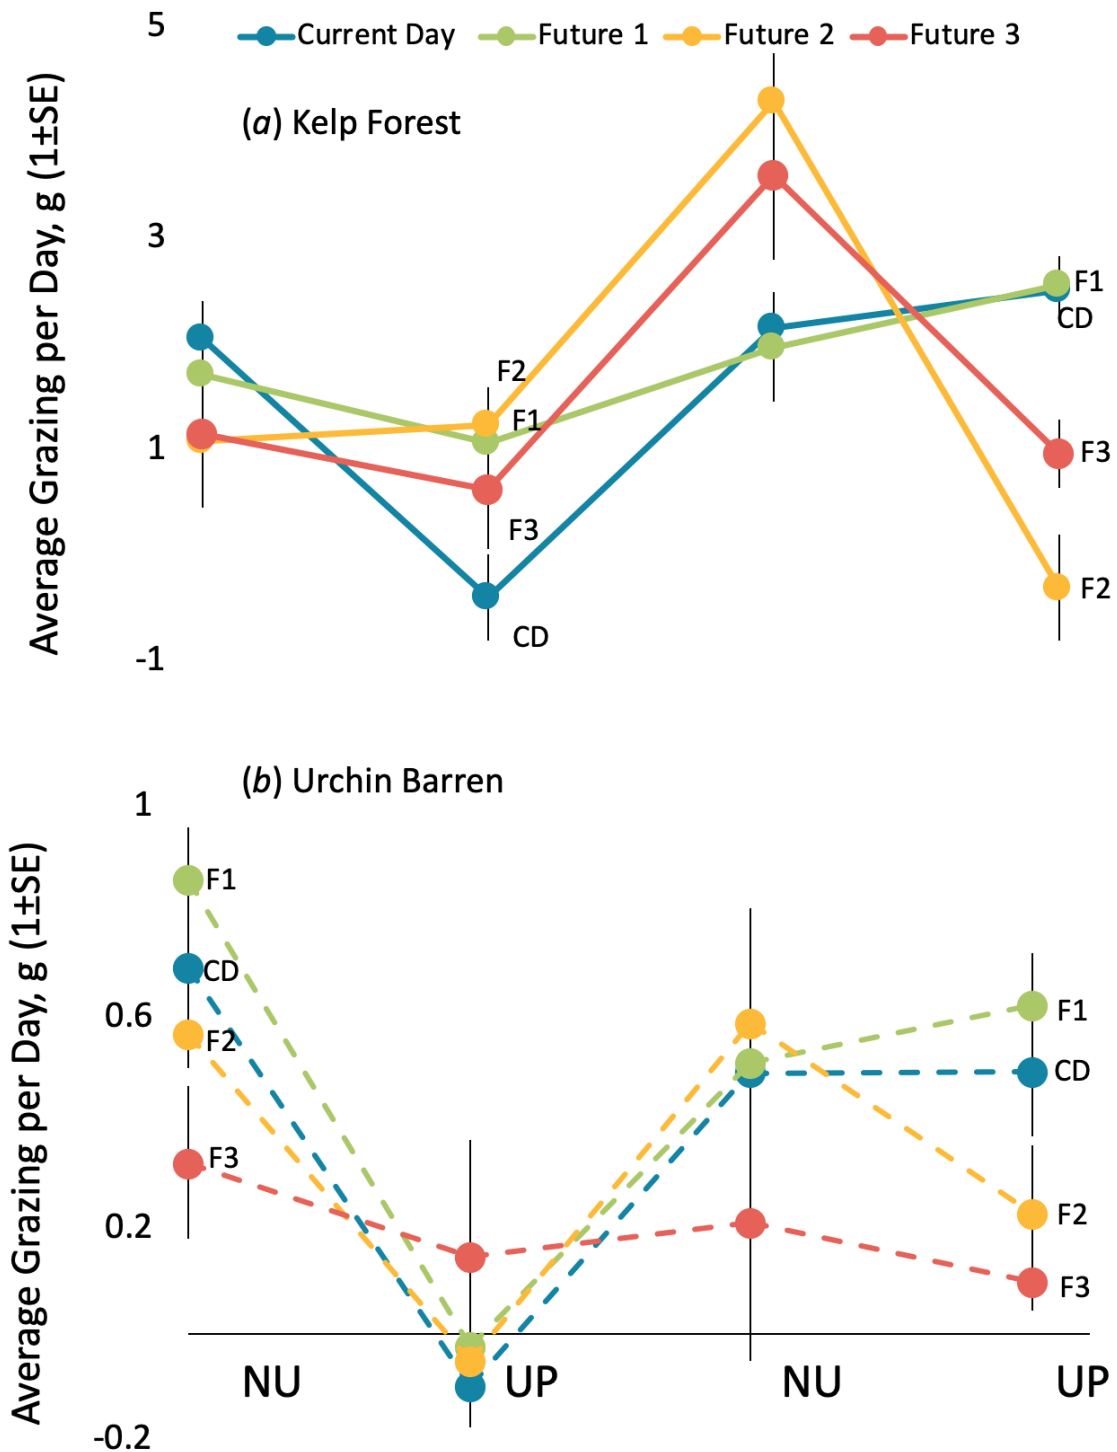 5
Current Day Future 1 Future 2 Future 3
(a) Kelp Forest
Average Grazing per Day, g (1±SE)
3
F1
CD
F2
F1
1
F3
F3
F2
CD
-1
(b) Urchin Barren
1
Average Grazing per Day, g (1±SE)
F1
CD
0.6
F1
F2
CD
F3
0.2
F2
F3
NU UP NU UP
-0.2